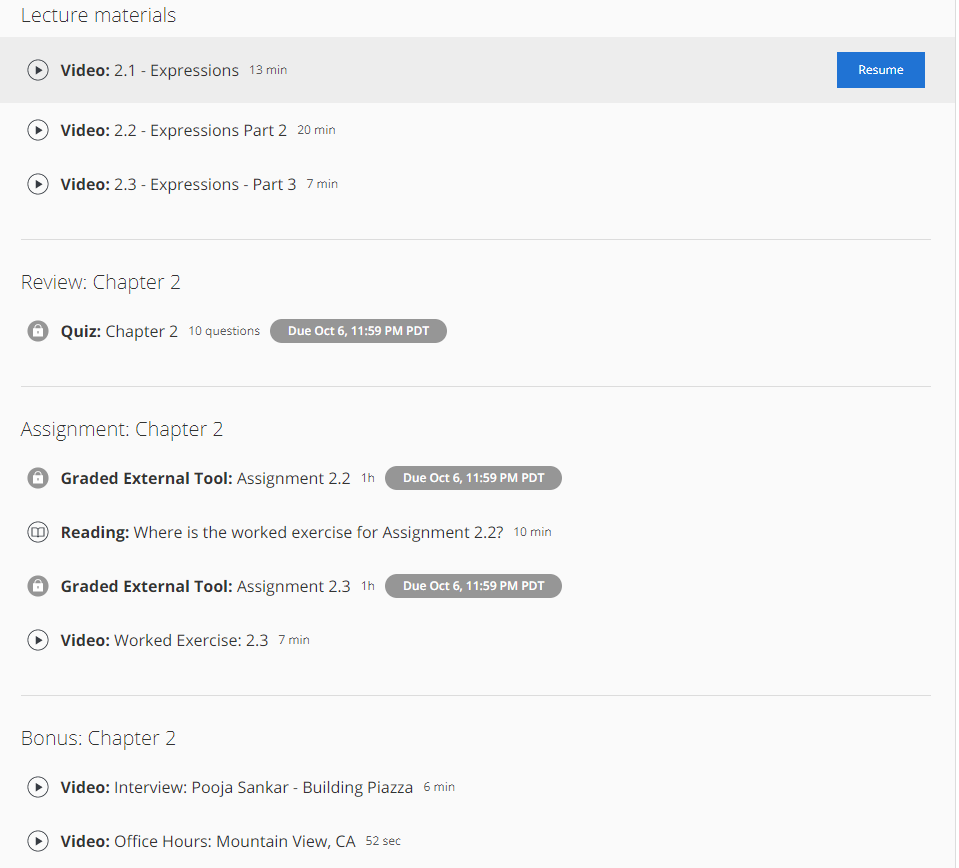 Lecture materials
Video: 2.1 - Expressions 13 min Resume
Video: 2.2 - Expressions Part 2 20 min
Video: 2.3 - Expressions - Part 3 7 min
Review: Chapter 2
Quiz: Chapter 2 10 questions Due Oct 6, 11:59 PM PDT
Assignment: Chapter 2
Graded External Tool: Assignment 2.2 1h Due Oct 6, 11:59 PM PDT
Reading: Where is the worked exercise for Assignment 2.2? 10 min
Graded External Tool: Assignment 2.3 1h Due Oct 6, 11:59 PM PDT
Video: Worked Exercise: 2.3 7 min
Bonus: Chapter 2
Video: Interview: Pooja Sankar - Building Piazza 6 min
Video: Office Hours: Mountain View, CA 52 sec